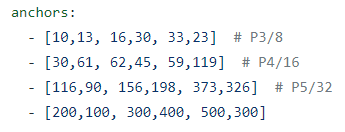 anchors:
  - [10,13, 16,30, 33,23]  # P3/8
  - [30,61, 62,45, 59,119]  # P4/16
  - [116,90, 156,198, 373,326]  # P5/32
  - [200,100, 300,400, 500,300]